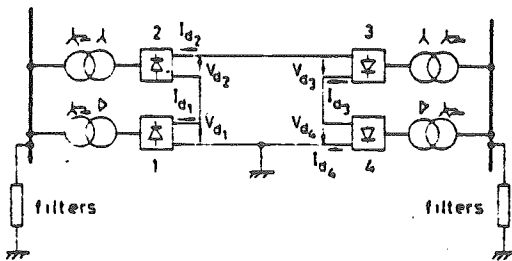 2 I_d2 3
V_d2 V_d3
I_d1 I_d3
V_d1 V_d4
1 I_d4 4
filters filters